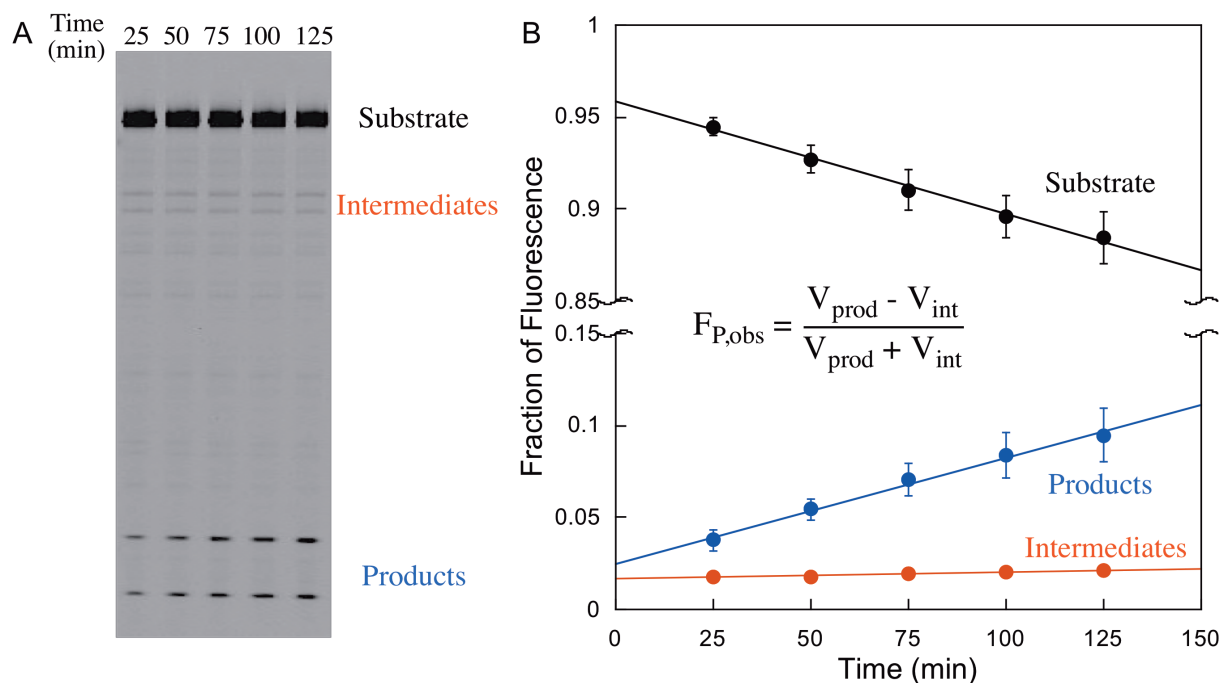 A
Time
(min)
25 50 75 100 125
Substrate
Intermediates
Products
B
Fraction of Fluorescence
1
0.95
0.9
0.85
0.15
0.1
0.05
0
Substrate
F_P,obs = (V_prod - V_int) / (V_prod + V_int)
Products
Intermediates
0 25 50 75 100 125 150
Time (min)